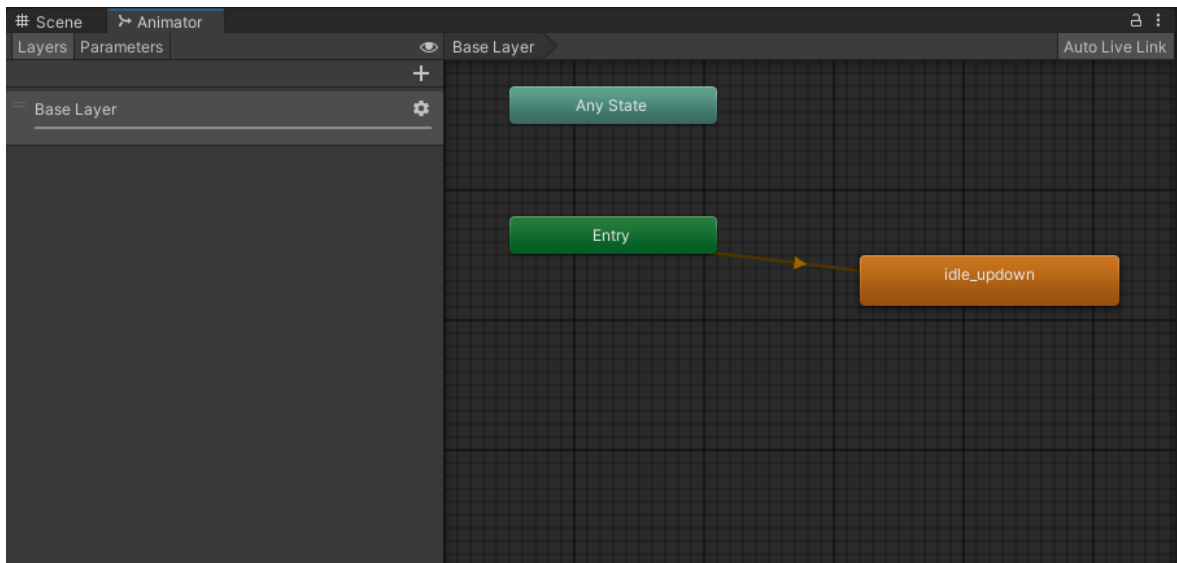 Scene Animator
Layers Parameters
Base Layer
Auto Live Link
Base Layer
Any State
Entry
idle_updown